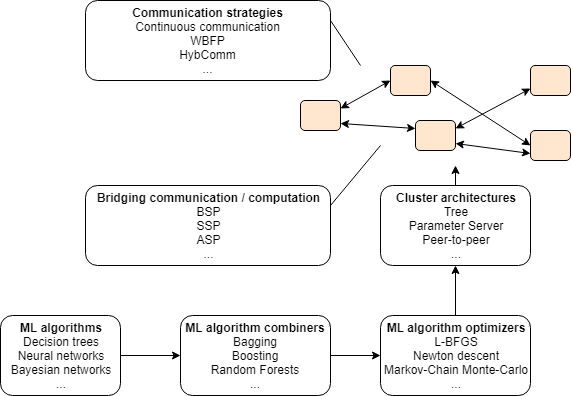 Communication strategies
Continuous communication
WBFP
HybComm
...
Bridging communication / computation
BSP
SSP
ASP
...
Cluster architectures
Tree
Parameter Server
Peer-to-peer
...
ML algorithms
Decision trees
Neural networks
Bayesian networks
...
ML algorithm combiners
Bagging
Boosting
Random Forests
...
ML algorithm optimizers
L-BFGS
Newton descent
Markov-Chain Monte-Carlo
...